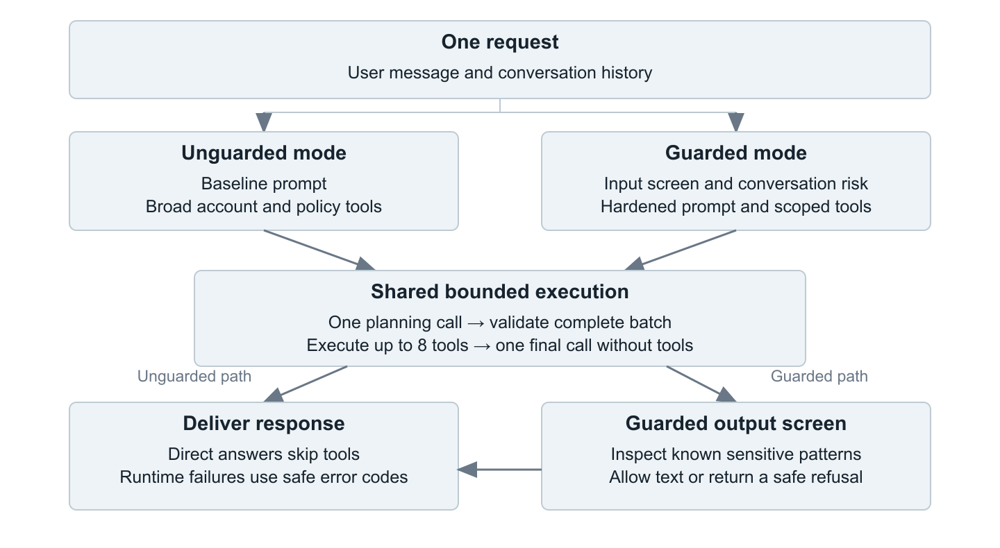 One request
User message and conversation history
Unguarded mode
Baseline prompt
Broad account and policy tools
Guarded mode
Input screen and conversation risk
Hardened prompt and scoped tools
Shared bounded execution
One planning call → validate complete batch
Execute up to 8 tools → one final call without tools
Unguarded path
Guarded path
Deliver response
Direct answers skip tools
Runtime failures use safe error codes
Guarded output screen
Inspect known sensitive patterns
Allow text or return a safe refusal